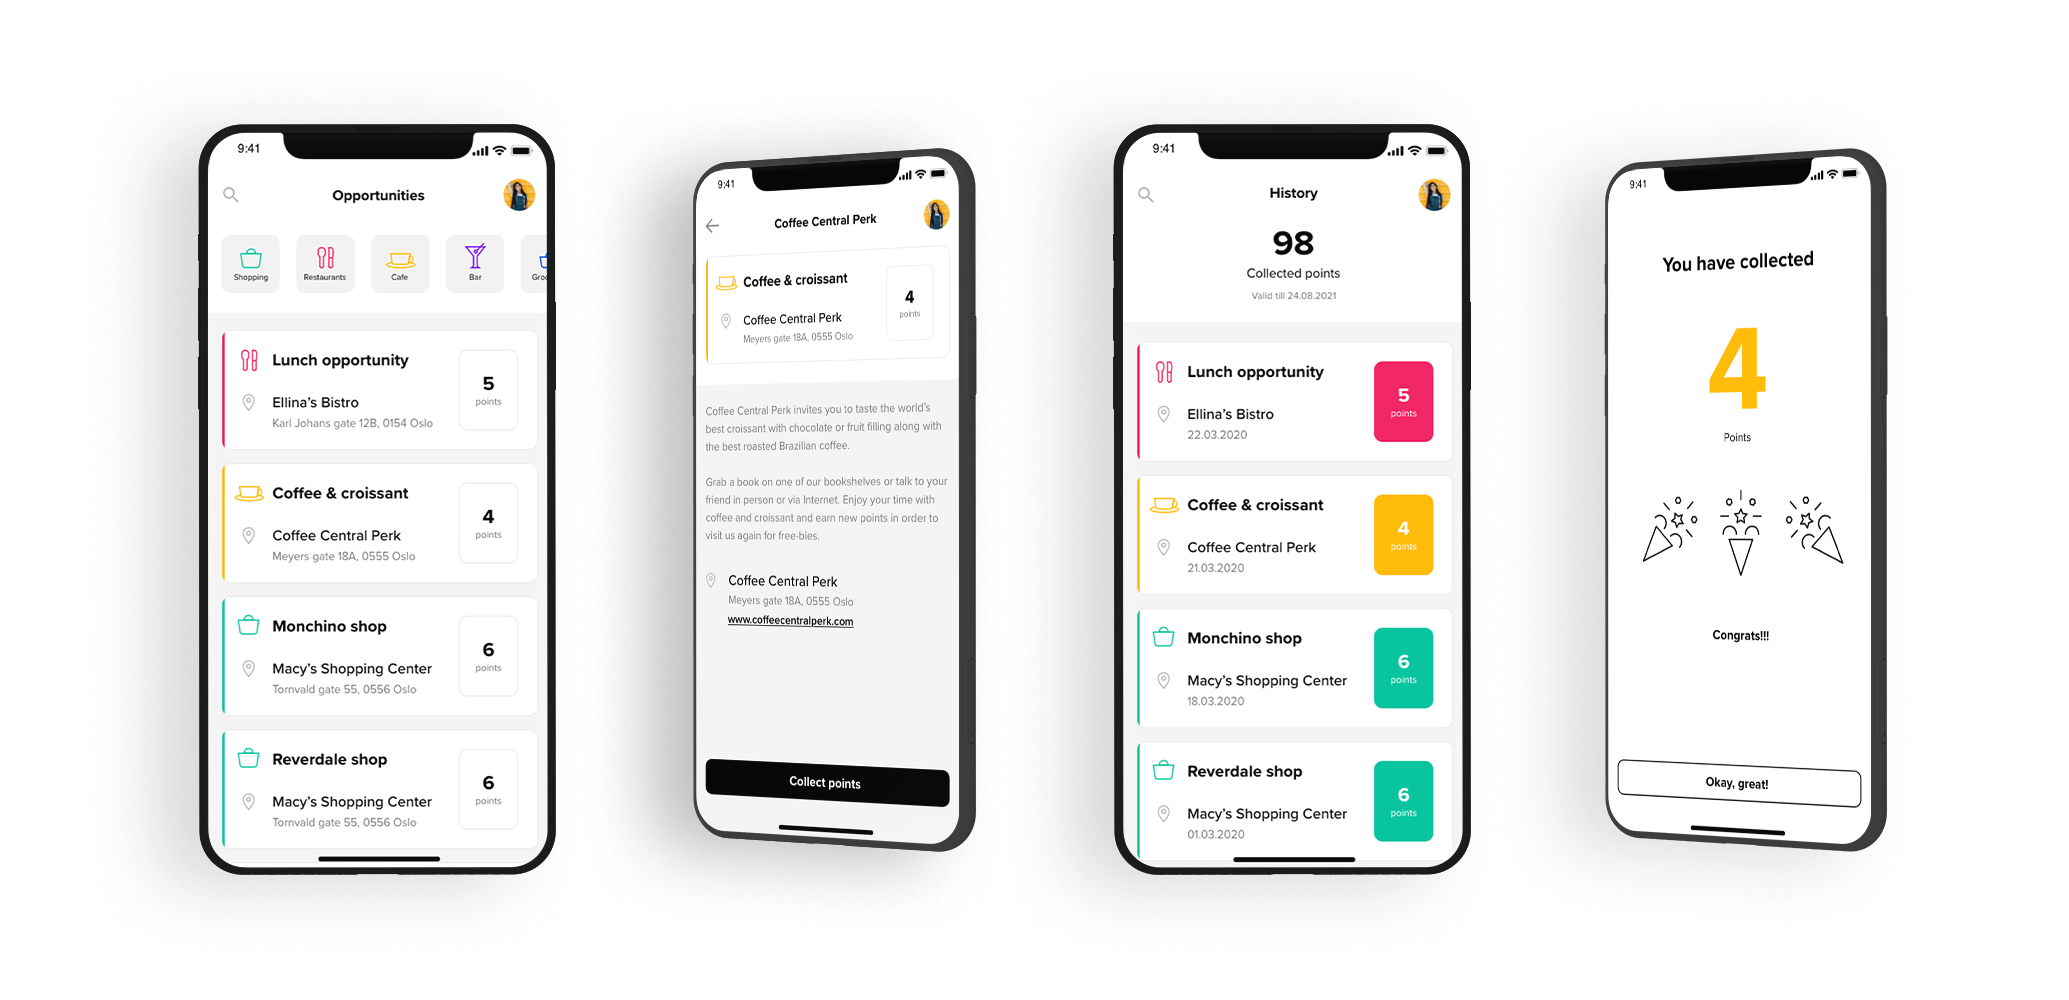 9:41
Opportunities
Shopping
Restaurants
Cafe
Bar
Lunch opportunity
Ellina's Bistro
Karl Johans gate 12B, 0154 Oslo
5
points
Coffee & croissant
Coffee Central Perk
Meyers gate 18A, 0555 Oslo
4
points
Monchino shop
Macy's Shopping Center
Tornvald gate 55, 0556 Oslo
6
points
Reverdale shop
Macy's Shopping Center
Tornvald gate 55, 0556 Oslo
6
points
9:41
Coffee Central Perk
Coffee & croissant
Coffee Central Perk
Meyers gate 18A, 0555 Oslo
4
points
Coffee Central Perk invites you to taste the world's
best croissant with chocolate or fruit filling along with
the best roasted Brazilian coffee.
Grab a book on one of our bookshelves or talk to your
friend in person or via Internet. Enjoy your time with
coffee and croissant and earn new points in order to
visit us again for free-bies.
Coffee Central Perk
Meyers gate 18A, 0555 Oslo
www.coffeecentralperk.com
Collect points
9:41
History
98
Collected points
Valid till 24.08.2021
Lunch opportunity
Ellina's Bistro
22.03.2020
5
points
Coffee & croissant
Coffee Central Perk
21.03.2020
4
points
Monchino shop
Macy's Shopping Center
18.03.2020
6
points
Reverdale shop
Macy's Shopping Center
01.03.2020
6
points
9:41
You have collected
4
Points
Congrats!!!
Okay, great!